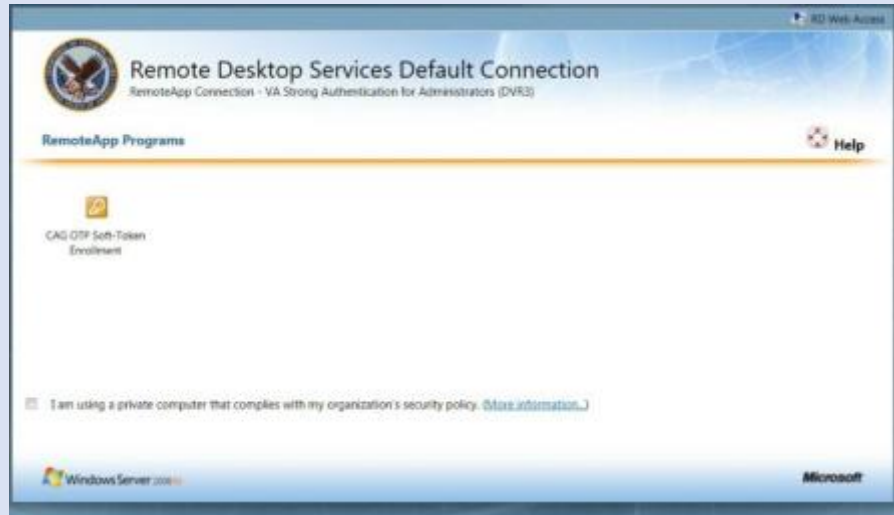 RD Web Access
Remote Desktop Services Default Connection
RemoteApp Connection - VA Strong Authentication for Administrators (DVR3)
RemoteApp Programs
Help
CAG OTP Soft-Token
Enrollment
I am using a private computer that complies with my organization's security policy. (More information...)
Windows Server 2008 R2
Microsoft